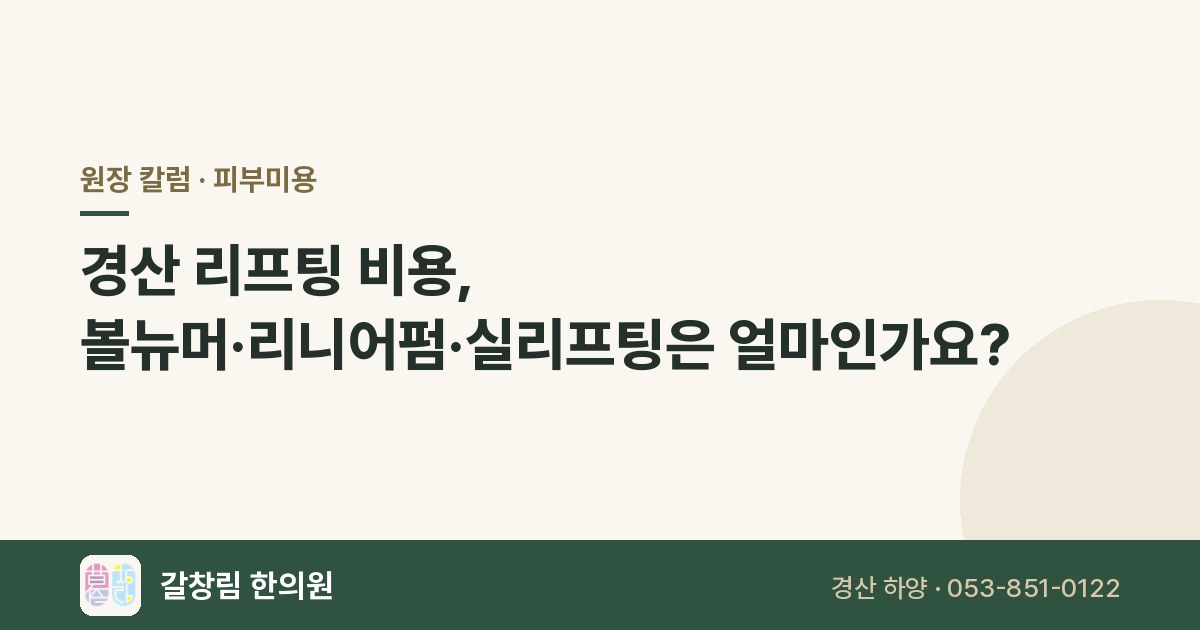 원장 칼럼 · 피부미용
경산 리프팅 비용,
볼뉴머·리니어펌·실리프팅은 얼마인가요?
갈창림 한의원
경산 하양 · 053-851-0122